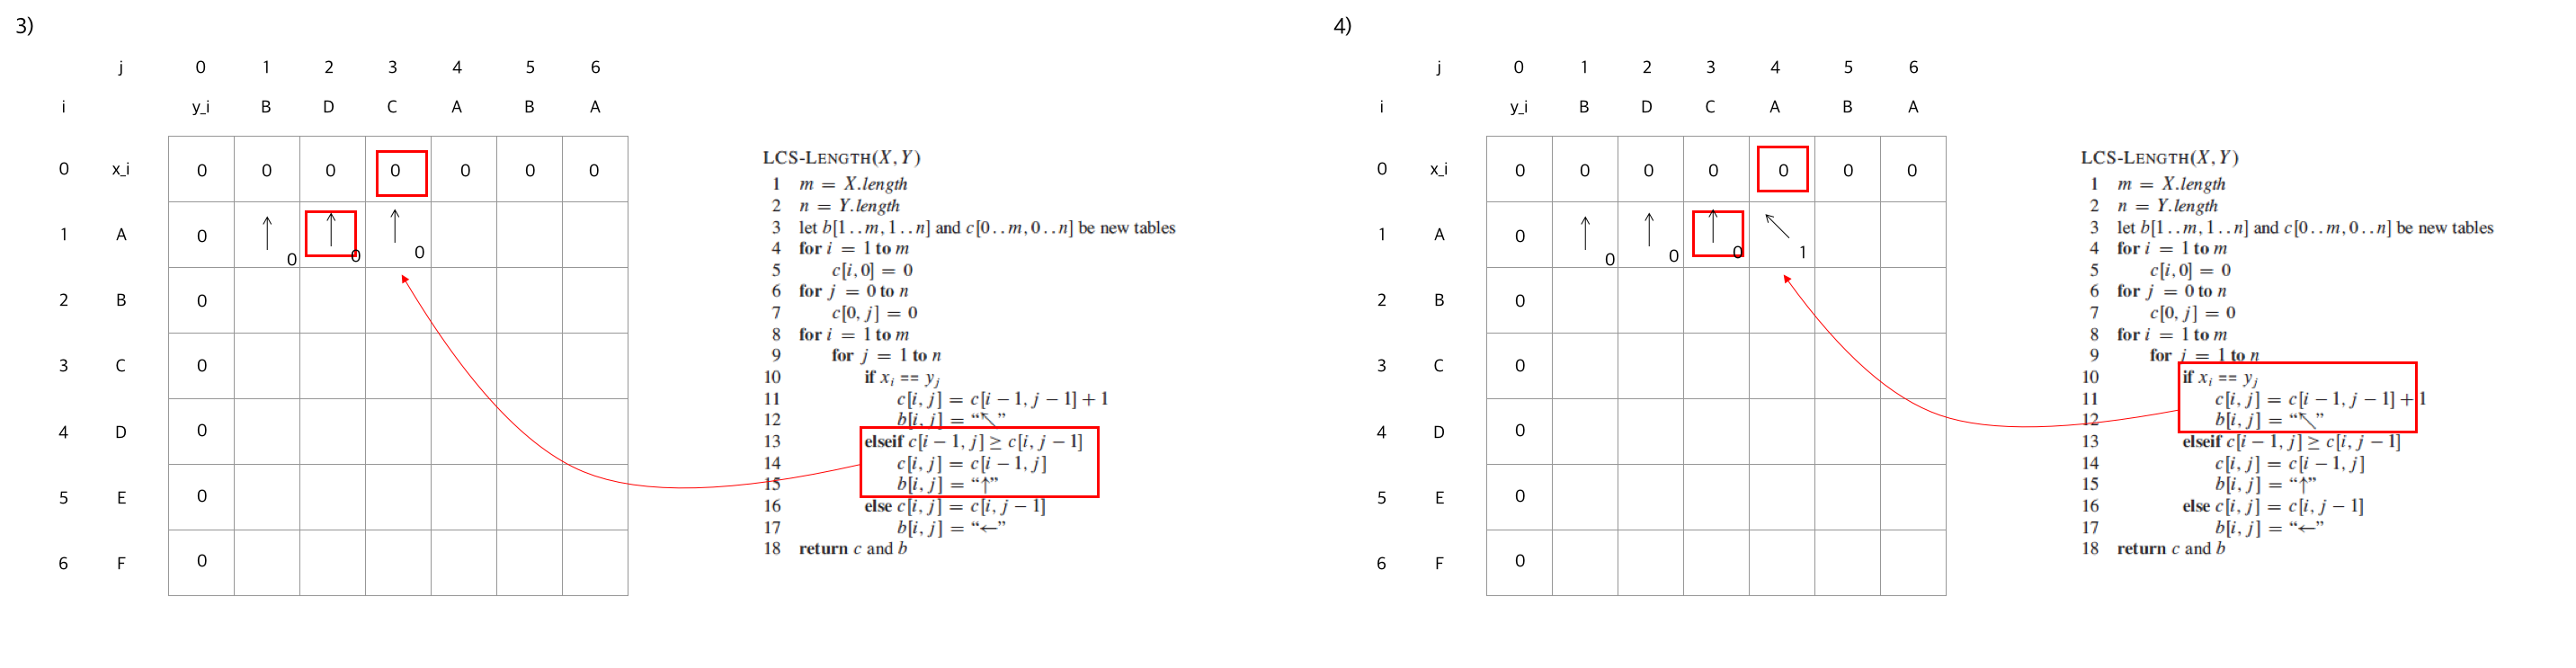 3)
j 0 1 2 3 4 5 6
i y_i B D C A B A
0 x_i 0 0 0 0 0 0 0
1 A 0 ↑ 0 ↑ 0 ↑ 0
2 B 0
3 C 0
4 D 0
5 E 0
6 F 0
LCS-LENGTH(X, Y)
1 m = X.length
2 n = Y.length
3 let b[1..m, 1..n] and c[0..m, 0..n] be new tables
4 for i = 1 to m
5 c[i, 0] = 0
6 for j = 0 to n
7 c[0, j] = 0
8 for i = 1 to m
9 for j = 1 to n
10 if x_i == y_j
11 c[i, j] = c[i − 1, j − 1] + 1
12 b[i, j] = “↖”
13 elseif c[i − 1, j] ≥ c[i, j − 1]
14 c[i, j] = c[i − 1, j]
15 b[i, j] = “↑”
16 else c[i, j] = c[i, j − 1]
17 b[i, j] = “←”
18 return c and b
4)
j 0 1 2 3 4 5 6
i y_i B D C A B A
0 x_i 0 0 0 0 0 0 0
1 A 0 ↑ 0 ↑ 0 ↑ 0 ↖ 1
2 B 0
3 C 0
4 D 0
5 E 0
6 F 0
LCS-LENGTH(X, Y)
1 m = X.length
2 n = Y.length
3 let b[1..m, 1..n] and c[0..m, 0..n] be new tables
4 for i = 1 to m
5 c[i, 0] = 0
6 for j = 0 to n
7 c[0, j] = 0
8 for i = 1 to m
9 for j = 1 to n
10 if x_i == y_j
11 c[i, j] = c[i − 1, j − 1] + 1
12 b[i, j] = “↖”
13 elseif c[i − 1, j] ≥ c[i, j − 1]
14 c[i, j] = c[i − 1, j]
15 b[i, j] = “↑”
16 else c[i, j] = c[i, j − 1]
17 b[i, j] = “←”
18 return c and b